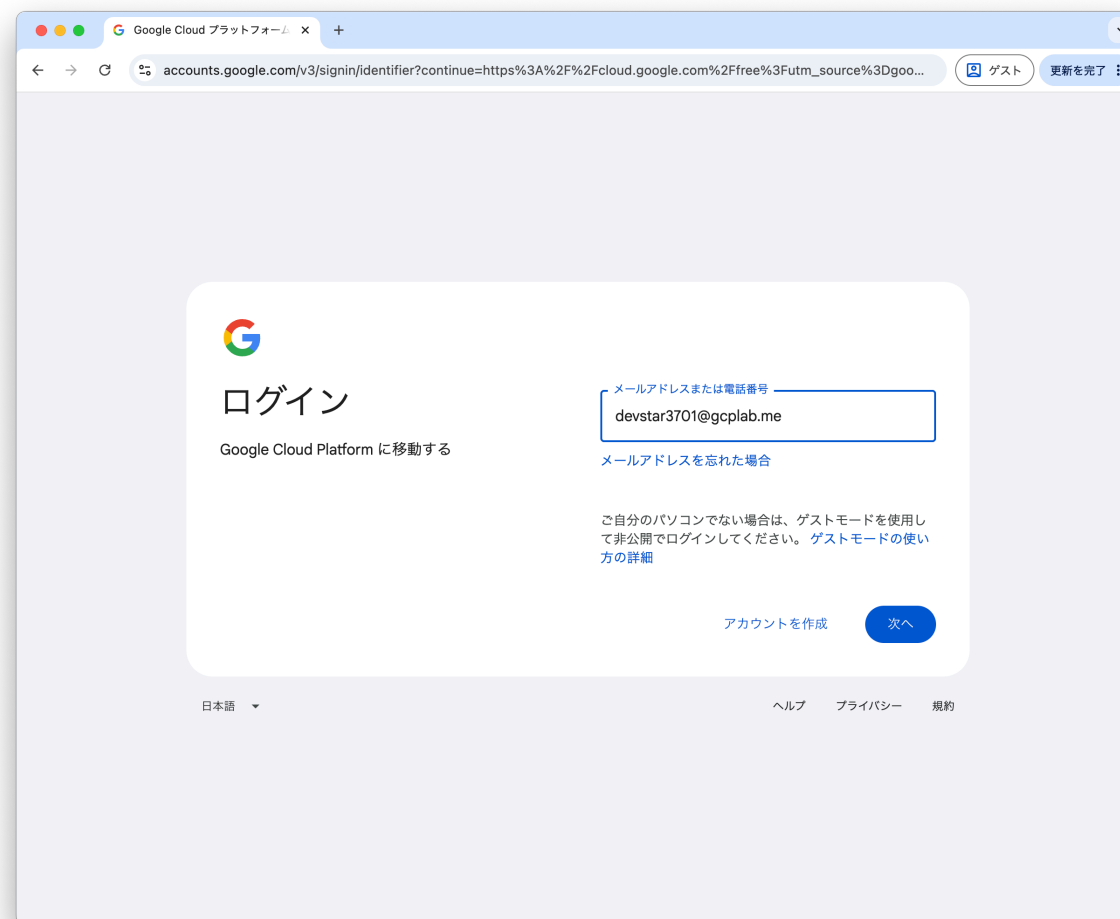 Google Cloud プラットフォーム
accounts.google.com/v3/signin/identifier?continue=https%3A%2F%2Fcloud.google.com%2Ffree%3Futm_source%3Dgoo...
ゲスト
更新を完了
ログイン
Google Cloud Platform に移動する
メールアドレスまたは電話番号
devstar3701@gcplab.me
メールアドレスを忘れた場合
ご自分のパソコンでない場合は、ゲストモードを使用し
て非公開でログインしてください。 ゲストモードの使い
方の詳細
アカウントを作成
次へ
日本語
ヘルプ
プライバシー
規約